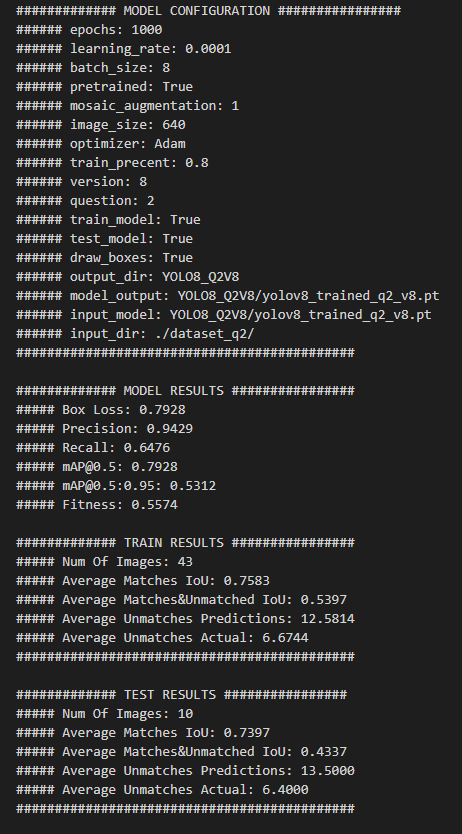 ############# MODEL CONFIGURATION ################
###### epochs: 1000
###### learning_rate: 0.0001
###### batch_size: 8
###### pretrained: True
###### mosaic_augmentation: 1
###### image_size: 640
###### optimizer: Adam
###### train_precent: 0.8
###### version: 8
###### question: 2
###### train_model: True
###### test_model: True
###### draw_boxes: True
###### output_dir: YOLO8_Q2V8
###### model_output: YOLO8_Q2V8/yolov8_trained_q2_v8.pt
###### input_model: YOLO8_Q2V8/yolov8_trained_q2_v8.pt
###### input_dir: ./dataset_q2/
############################################
############# MODEL RESULTS ################
##### Box Loss: 0.7928
##### Precision: 0.9429
##### Recall: 0.6476
##### mAP@0.5: 0.7928
##### mAP@0.5:0.95: 0.5312
##### Fitness: 0.5574
############# TRAIN RESULTS ################
##### Num Of Images: 43
##### Average Matches IoU: 0.7583
##### Average Matches&Unmatched IoU: 0.5397
##### Average Unmatches Predictions: 12.5814
##### Average Unmatches Actual: 6.6744
############################################
############# TEST RESULTS ################
##### Num Of Images: 10
##### Average Matches IoU: 0.7397
##### Average Matches&Unmatched IoU: 0.4337
##### Average Unmatches Predictions: 13.5000
##### Average Unmatches Actual: 6.4000
############################################